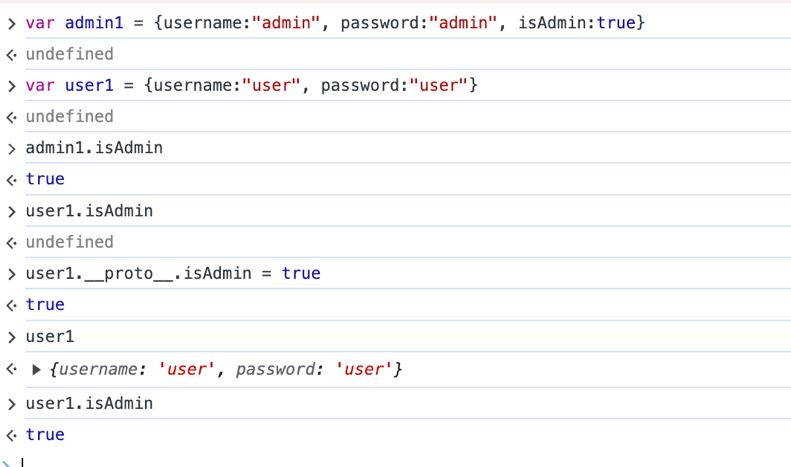 var admin1 = {username:"admin", password:"admin", isAdmin:true}
undefined
var user1 = {username:"user", password:"user"}
undefined
admin1.isAdmin
true
user1.isAdmin
undefined
user1.__proto__.isAdmin = true
true
user1
{username: 'user', password: 'user'}
user1.isAdmin
true